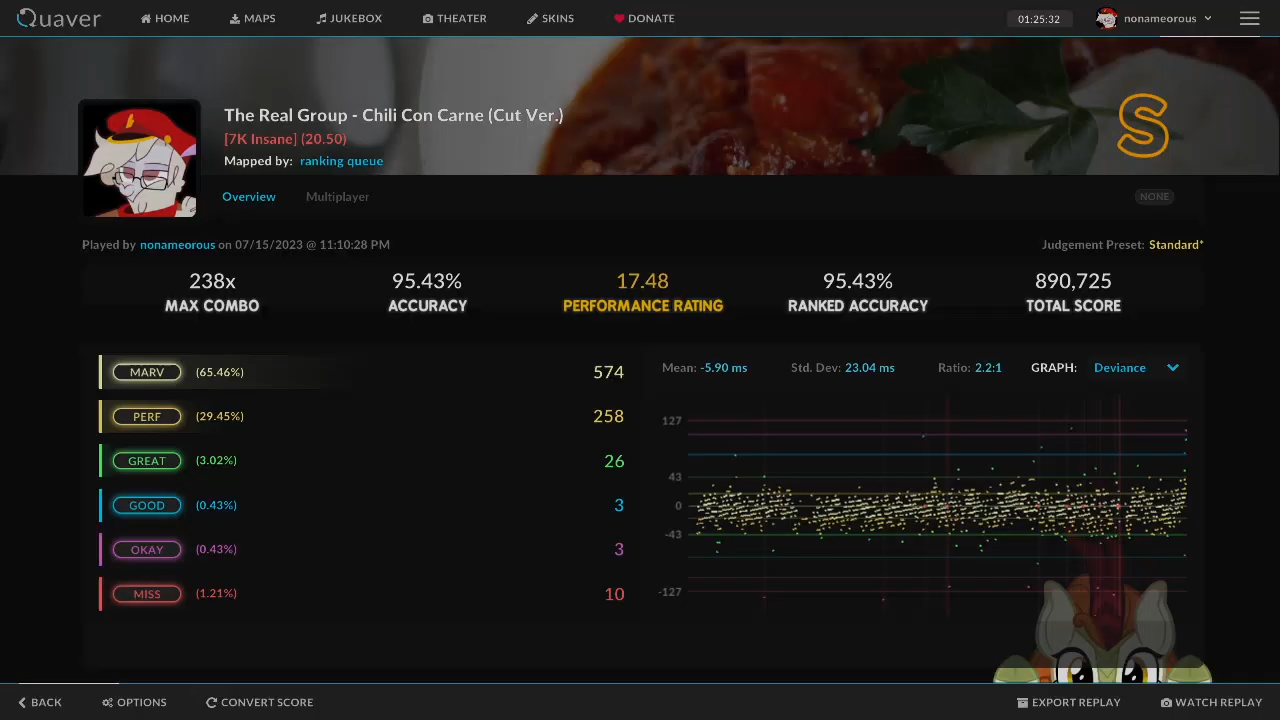 Quaver HOME MAPS JUKEBOX THEATER SKINS DONATE 01:25:32 nonameorous
The Real Group - Chili Con Carne (Cut Ver.)
[7K Insane] (20.50)
Mapped by: ranking queue
S
Overview Multiplayer NONE
Played by nonameorous on 07/15/2023 @ 11:10:28 PM Judgement Preset: Standard*
238x 95.43% 17.48 95.43% 890,725
MAX COMBO ACCURACY PERFORMANCE RATING RANKED ACCURACY TOTAL SCORE
MARV (65.46%) 574
PERF (29.45%) 258
GREAT (3.02%) 26
GOOD (0.43%) 3
OKAY (0.43%) 3
MISS (1.21%) 10
Mean: -5.90 ms Std. Dev: 23.04 ms Ratio: 2.2:1 GRAPH: Deviance
127
43
0
-43
-127
BACK OPTIONS CONVERT SCORE EXPORT REPLAY WATCH REPLAY